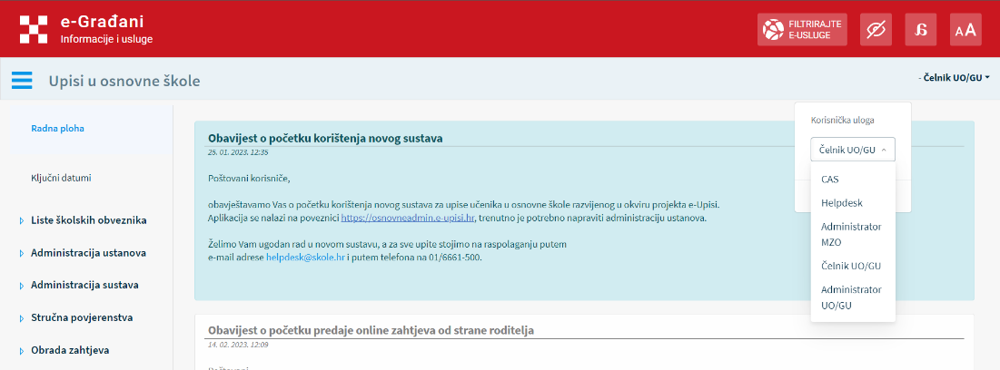 e-Građani
Informacije i usluge
FILTRIRAJTE
E-USLUGE
AA
Upisi u osnovne škole
- Čelnik UO/GU
Radna ploha
Ključni datumi
Liste školskih obveznika
Administracija ustanova
Administracija sustava
Stručna povjerenstva
Obrada zahtjeva
Obavijest o početku korištenja novog sustava
25. 01. 2023, 12:35
Poštovani korisniče,
obavještavamo Vas o početku korištenja novog sustava za upise učenika u osnovne škole razvijenog u okviru projekta e-Upisi.
Aplikacija se nalazi na poveznici https://osnovneadmin.e-upisi.hr, trenutno je potrebno napraviti administraciju ustanova.
Želimo Vam ugodan rad u novom sustavu, a za sve upite stojimo na raspolaganju putem
e-mail adrese helpdesk@skole.hr i putem telefona na 01/6661-500.
Obavijest o početku predaje online zahtjeva od strane roditelja
14. 02. 2023, 12:09
Korisnička uloga
Čelnik UO/GU
CAS
Helpdesk
Administrator
MZO
Čelnik UO/GU
Administrator
UO/GU